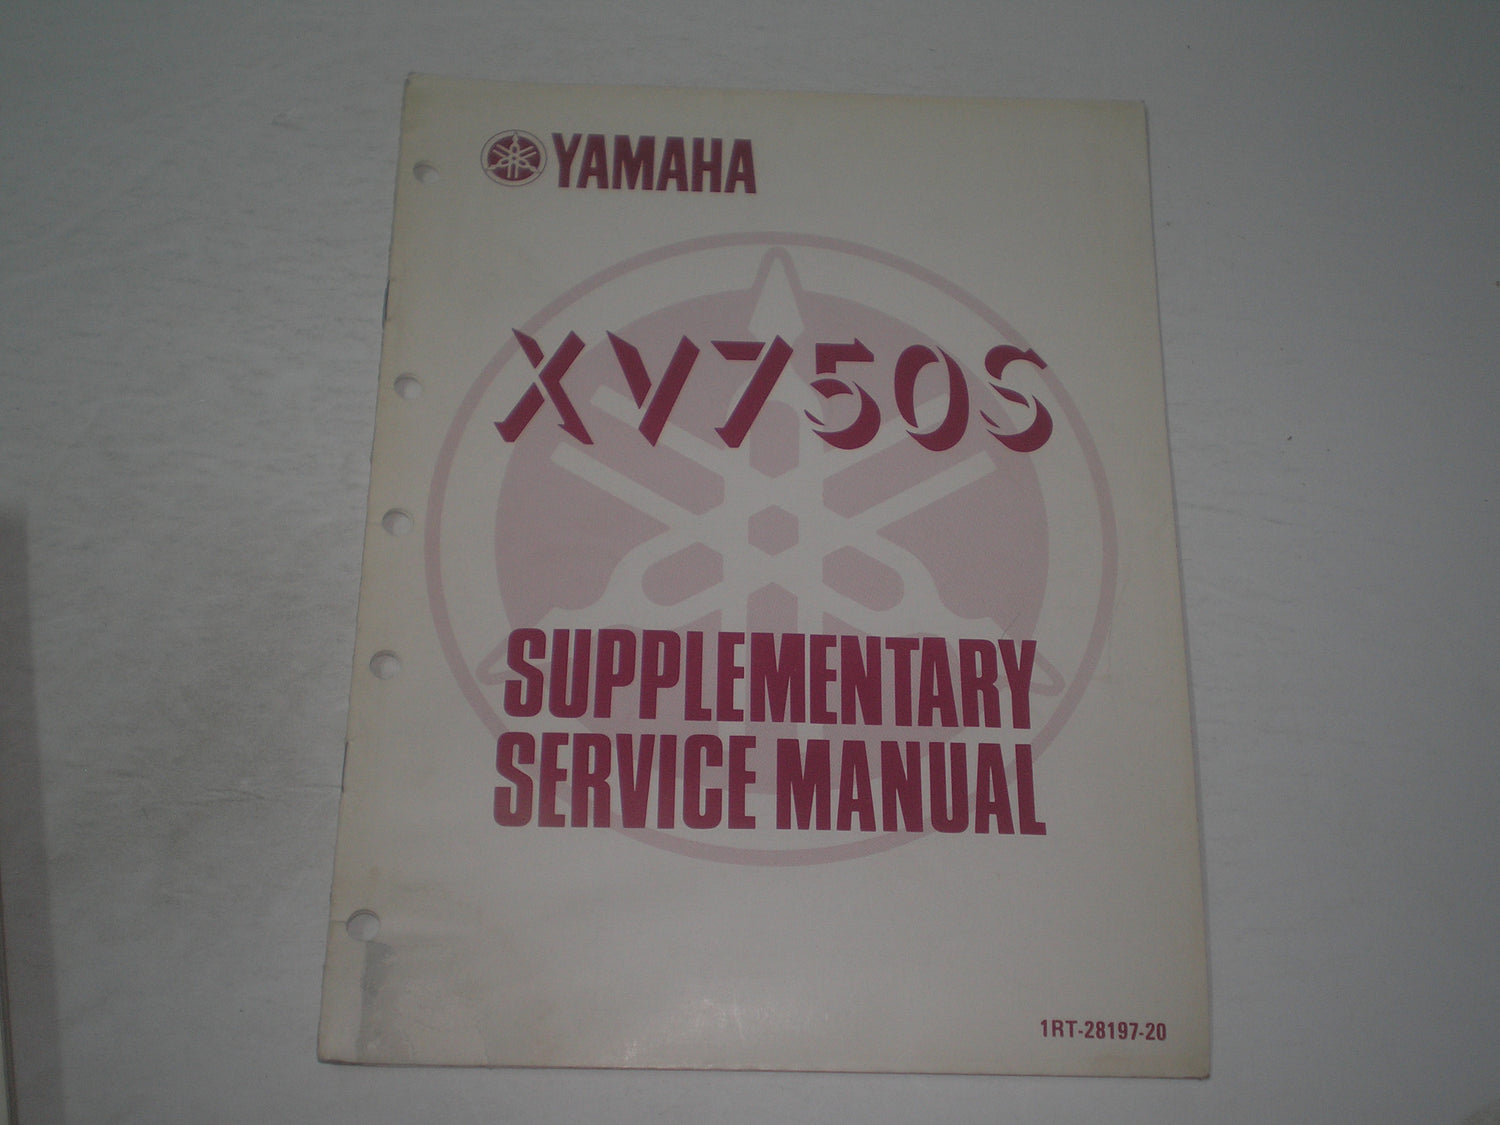 YAMAHA
XV750S
SUPPLEMENTARY
SERVICE MANUAL
1RT-28197-20